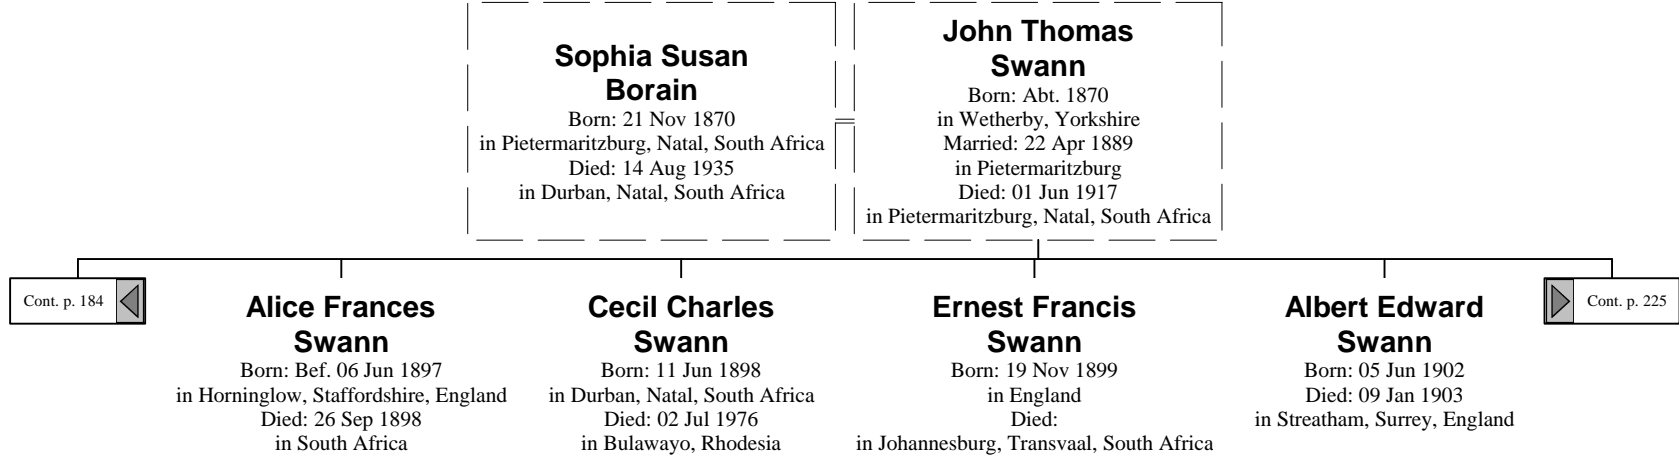 Sophia Susan
Borain
Born: 21 Nov 1870
in Pietermaritzburg, Natal, South Africa
Died: 14 Aug 1935
in Durban, Natal, South Africa
John Thomas
Swann
Born: Abt. 1870
in Wetherby, Yorkshire
Married: 22 Apr 1889
in Pietermaritzburg
Died: 01 Jun 1917
in Pietermaritzburg, Natal, South Africa
Cont. p. 184
Alice Frances
Swann
Born: Bef. 06 Jun 1897
in Horninglow, Staffordshire, England
Died: 26 Sep 1898
in South Africa
Cecil Charles
Swann
Born: 11 Jun 1898
in Durban, Natal, South Africa
Died: 02 Jul 1976
in Bulawayo, Rhodesia
Ernest Francis
Swann
Born: 19 Nov 1899
in England
Died:
in Johannesburg, Transvaal, South Africa
Albert Edward
Swann
Born: 05 Jun 1902
Died: 09 Jan 1903
in Streatham, Surrey, England
Cont. p. 225